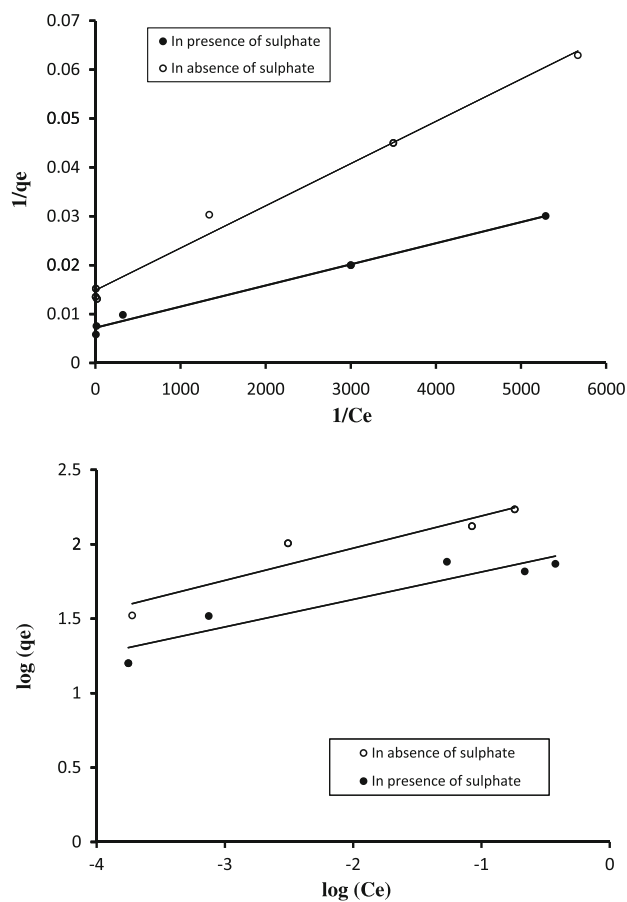 0.07
0.06
0.05
0.04
0.03
0.02
0.01
0
1/qe
In presence of sulphate
In absence of sulphate
0 1000 2000 3000 4000 5000 6000
1/Ce
2.5
2
1.5
1
0.5
0
log (qe)
In absence of sulphate
In presence of sulphate
-4 -3 -2 -1 0
log (Ce)